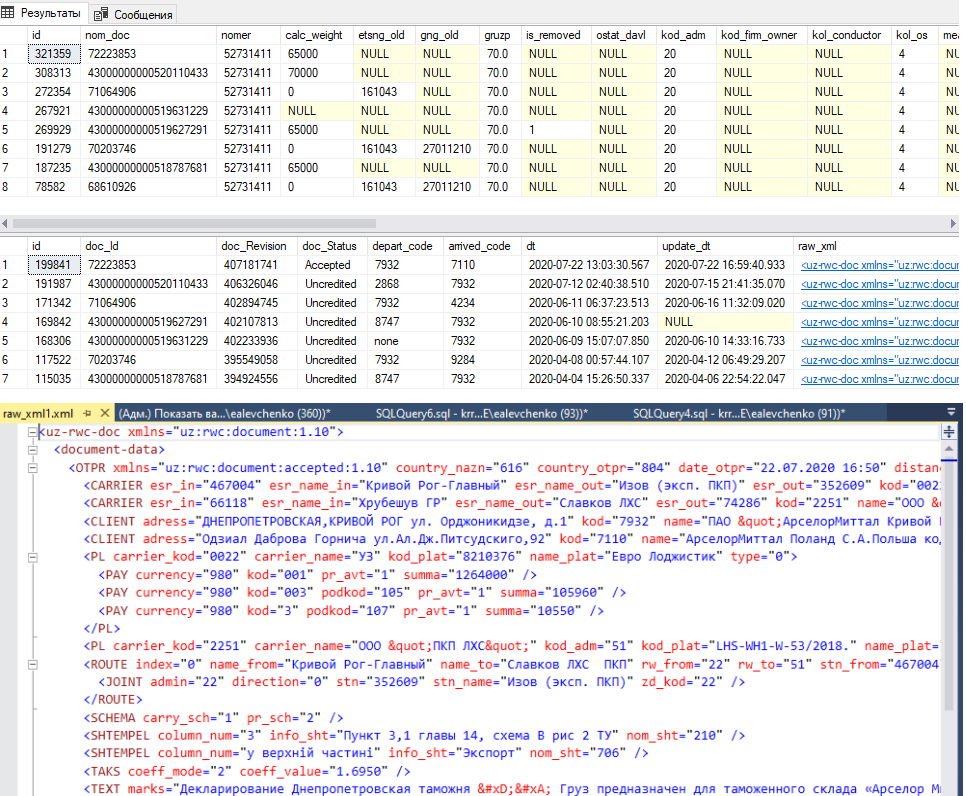 Результаты Сообщения
id nom_doc nomer calc_weight etsng_old gng_old gruzp is_removed ostat_davl kod_adm kod_firm_owner kol_conductor kol_os
1 321359 72223853 52731411 65000 NULL NULL 70.0 NULL NULL 20 NULL NULL 4 NU
2 308313 43000000000520110433 52731411 70000 NULL NULL 70.0 NULL NULL 20 NULL NULL 4 NU
3 272354 71064906 52731411 0 161043 NULL 70.0 NULL NULL 20 NULL NULL 4 NU
4 267921 43000000000519631229 52731411 NULL NULL NULL 70.0 NULL NULL 20 NULL NULL 4 NU
5 269929 43000000000519627291 52731411 65000 NULL NULL 70.0 1 NULL 20 NULL NULL 4 NU
6 191279 70203746 52731411 0 161043 27011210 70.0 NULL NULL 20 NULL NULL 4 NU
7 187235 43000000000518787681 52731411 65000 NULL NULL 70.0 NULL NULL 20 NULL NULL 4 NU
8 78582 68610926 52731411 0 161043 27011210 70.0 NULL NULL 20 NULL NULL 4 NU
id doc_Id doc_Revision doc_Status depart_code arrived_code dt update_dt raw_xml
1 199841 72223853 407181741 Accepted 7932 7110 2020-07-22 13:03:30.567 2020-07-22 16:59:40.933 <uz-rwc-doc xmlns="uz:rwc:docum
2 191987 43000000000520110433 406326046 Uncredited 2868 7932 2020-07-12 02:40:38.510 2020-07-15 21:41:35.070 <uz-rwc-doc xmlns="uz:rwc:docum
3 171342 71064906 402894745 Uncredited 7932 4234 2020-06-11 06:37:23.513 2020-06-16 11:32:09.020 <uz-rwc-doc xmlns="uz:rwc:docum
4 169842 43000000000519627291 402107813 Uncredited 8747 7932 2020-06-10 08:55:21.203 NULL <uz-rwc-doc xmlns="uz:rwc:docum
5 168306 43000000000519631229 402233936 Uncredited none 7932 2020-06-09 15:07:07.850 2020-06-10 14:33:16.733 <uz-rwc-doc xmlns="uz:rwc:docum
6 117522 70203746 395549058 Uncredited 7932 9284 2020-04-08 00:57:44.107 2020-04-12 06:49:29.207 <uz-rwc-doc xmlns="uz:rwc:docum
7 115035 43000000000518787681 394924556 Uncredited 8747 7932 2020-04-04 15:26:50.337 2020-04-06 22:54:22.047 <uz-rwc-doc xmlns="uz:rwc:docum
raw_xml1.xml (Адм.) Показать ва...\ealevchenko (360))* SQLQuery6.sql - krr...E\ealevchenko (93))* SQLQuery4.sql - krr...E\ealevchenko (91))*
<uz-rwc-doc xmlns="uz:rwc:document:1.10">
<document-data>
<OTPR xmlns="uz:rwc:document:accepted:1.10" country_nazn="616" country_otpr="804" date_otpr="22.07.2020 16:50" distan
<CARRIER esr_in="467004" esr_name_in="Кривой Рог-Главный" esr_name_out="Изов (эксп. ПКП)" esr_out="352609" kod="002
<CARRIER esr_in="66118" esr_name_in="Хрубешув ГР" esr_name_out="Славков ЛХС" esr_out="74286" kod="2251" name="ООО &q
<CLIENT adress="ДНЕПРОПЕТРОВСКАЯ,КРИВОЙ РОГ ул. Орджоникидзе, д.1" kod="7932" name="ПАО &quot;АрселорМиттал Кривой
<CLIENT adress="Одзиал Даброва Горнича ул.Ал.Дж.Питсудскиго,92" kod="7110" name="АрселорМиттал Поланд С.А.Польша ко
<PL carrier_kod="0022" carrier_name="УЗ" kod_plat="8210376" name_plat="Евро Лоджистик" type="0">
<PAY currency="980" kod="001" pr_avt="1" summa="1264000" />
<PAY currency="980" kod="003" podkod="105" pr_avt="1" summa="105960" />
<PAY currency="980" kod="3" podkod="107" pr_avt="1" summa="10550" />
</PL>
<PL carrier_kod="2251" carrier_name="ООО &quot;ПКП ЛХС&quot;" kod_adm="51" kod_plat="LHS-WH1-W-53/2018." name_plat=
<ROUTE index="0" name_from="Кривой Рог-Главный" name_to="Славков ЛХС  ПКП" rw_from="22" rw_to="51" stn_from="467004
<JOINT admin="22" direction="0" stn="352609" stn_name="Изов (эксп. ПКП)" zd_kod="22" />
</ROUTE>
<SCHEMA carry_sch="1" pr_sch="2" />
<SHTEMPEL column_num="3" info_sht="Пункт 3,1 главы 14, схема В рис 2 ТУ" nom_sht="210" />
<SHTEMPEL column_num="у верхній частині" info_sht="Экспорт" nom_sht="706" />
<TAKS coeff_mode="2" coeff_value="1.6950" />
<TEXT marks="Декларирование Днепропетровская таможня &#xD;&#xA; Груз предназначен для таможенного склада «Арселор М